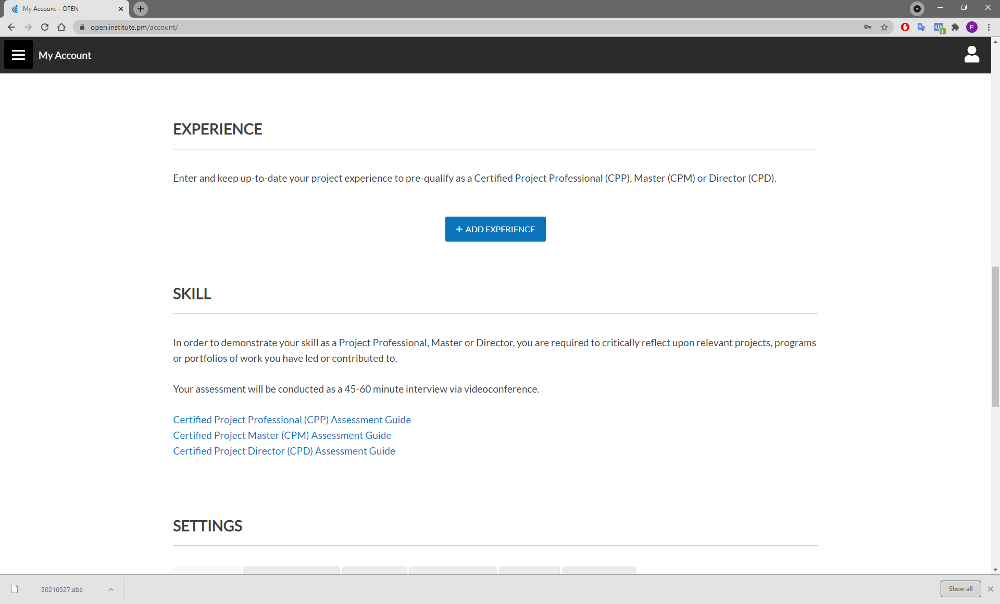 My Account – OPEN
open.institute.pm/account/
P
1
My Account
EXPERIENCE
Enter and keep up-to-date your project experience to pre-qualify as a Certified Project Professional (CPP), Master (CPM) or Director (CPD).
+ ADD EXPERIENCE
SKILL
In order to demonstrate your skill as a Project Professional, Master or Director, you are required to critically reflect upon relevant projects, programs
or portfolios of work you have led or contributed to.
Your assessment will be conducted as a 45-60 minute interview via videoconference.
Certified Project Professional (CPP) Assessment Guide
Certified Project Master (CPM) Assessment Guide
Certified Project Director (CPD) Assessment Guide
SETTINGS
20210527.aba
Show all